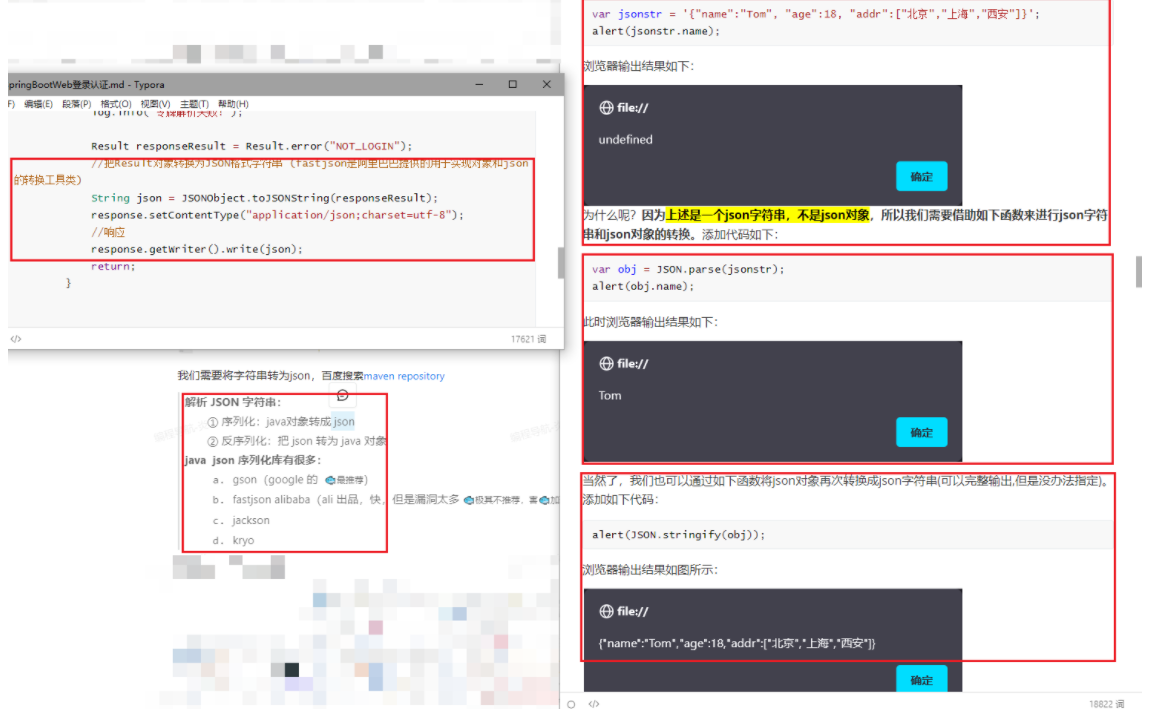 pringBootWeb登录认证.md - Typora
F) 编辑(E) 段落(P) 格式(O) 视图(V) 主题(T) 帮助(H)
Result responseResult = Result.error("NOT_LOGIN");
//把Result对象转换为JSON格式字符串 (fastjson是阿里巴巴提供的用于实现对象和json
的转换工具类)
String json = JSONObject.toJSONString(responseResult);
response.setContentType("application/json;charset=utf-8");
//响应
response.getWriter().write(json);
return;
}
</>
17621 词
我们需要将字符串转为json，百度搜索maven repository
解析 JSON 字符串：
① 序列化：java对象转成 json
② 反序列化：把 json 转为 java 对象
java json 序列化库有很多：
a. gson（google 的 最推荐）
b. fastjson alibaba（ali 出品，快，但是漏洞太多 极其不推荐，
c. jackson
d. kryo
var jsonstr = '{"name":"Tom", "age":18, "addr":["北京","上海","西安"]}';
alert(jsonstr.name);
浏览器输出结果如下：
file://
undefined
确定
为什么呢？因为上述是一个json字符串，不是json对象，所以我们需要借助如下函数来进行json字符
串和json对象的转换。添加代码如下：
var obj = JSON.parse(jsonstr);
alert(obj.name);
此时浏览器输出结果如下：
file://
Tom
确定
当然了，我们也可以通过如下函数将json对象再次转换成json字符串(可以完整输出,但是没办法指定)。
添加如下代码：
alert(JSON.stringify(obj));
浏览器输出结果如图所示：
file://
{"name":"Tom","age":18,"addr":["北京","上海","西安"]}
确定
</>
18822 词